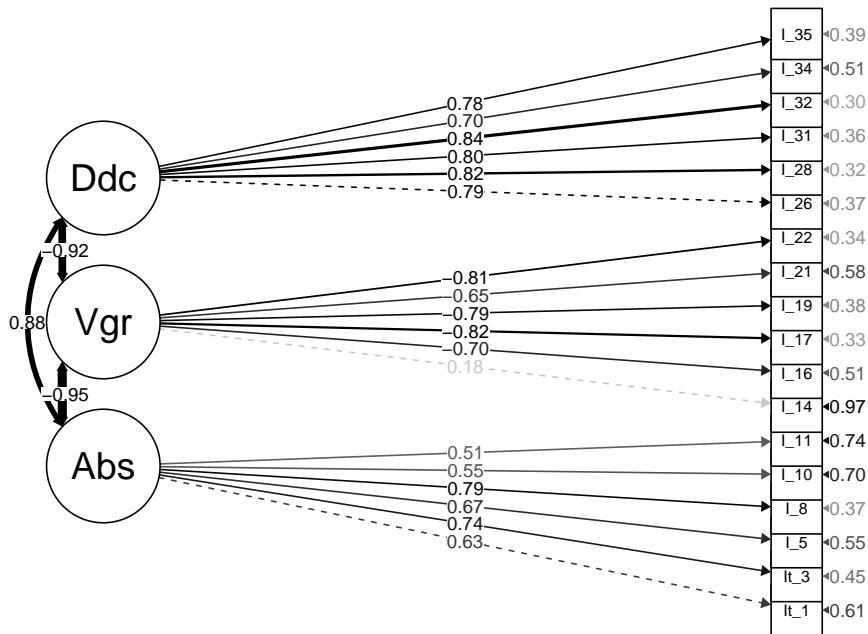 I_35
0.39
I_34
0.51
0.78
I_32
0.30
0.70
0.84
I_31
0.36
0.80
Ddc
0.82
I_28
0.32
0.79
I_26
0.37
I_22
0.34
−0.92
−0.81
I_21
0.58
−0.65
I_19
0.38
−0.79
0.88
Vgr
−0.82
I_17
0.33
−0.70
0.18
I_16
0.51
−0.95
I_14
0.97
I_11
0.74
0.51
Abs
0.55
I_10
0.70
0.79
0.67
I_8
0.37
0.74
0.63
I_5
0.55
It_3
0.45
It_1
0.61